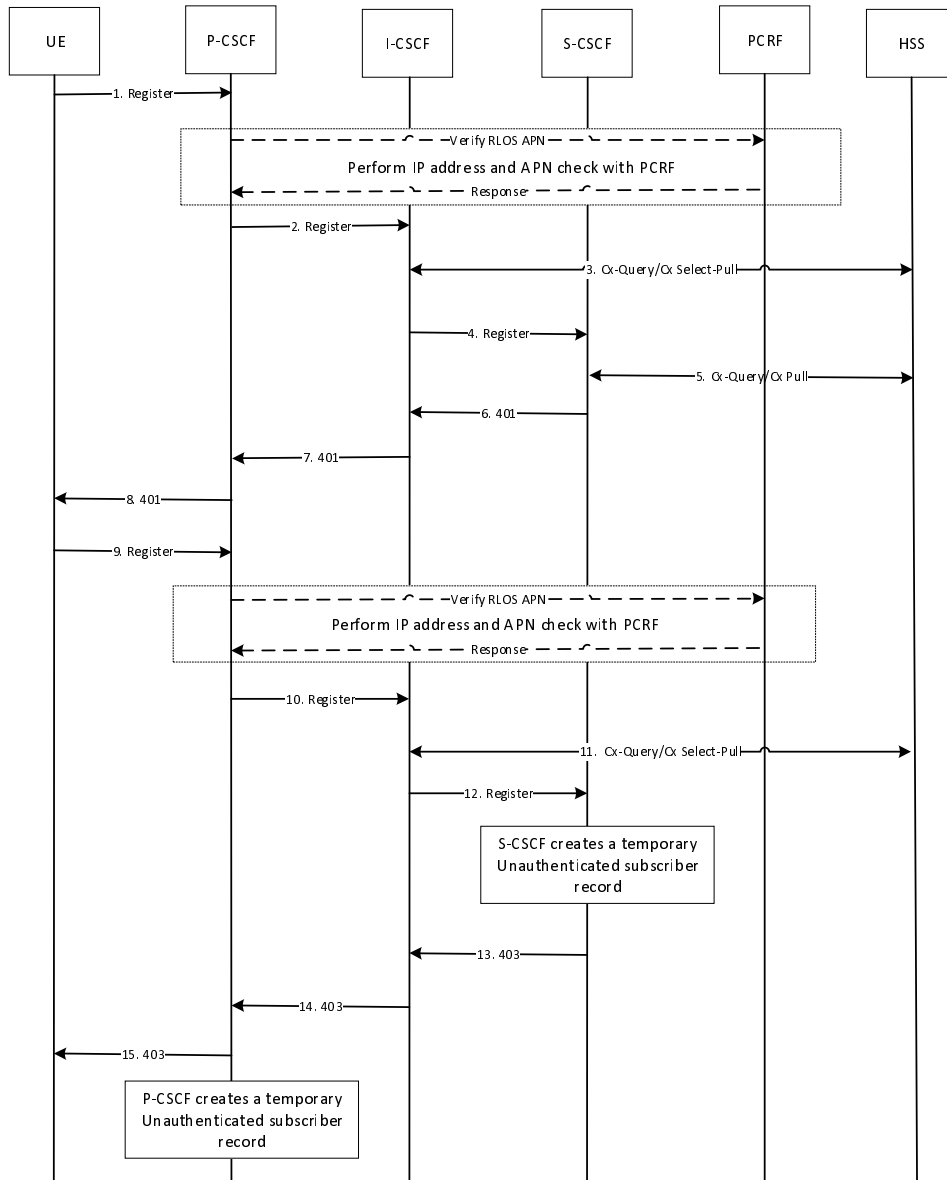 UE
P-CSCF
I-CSCF
S-CSCF
PCRF
HSS
1. Register
Verify RLOS APN
Perform IP address and APN check with PCRF
Response
2. Register
3. Cx-Query/Cx Select-Pull
4. Register
5. Cx-Query/Cx Pull
6. 401
7. 401
8. 401
9. Register
Verify RLOS APN
Perform IP address and APN check with PCRF
Response
10. Register
11. Cx-Query/Cx Select-Pull
12. Register
S-CSCF creates a temporary
Unauthenticated subscriber
record
13. 403
14. 403
15. 403
P-CSCF creates a temporary
Unauthenticated subscriber
record